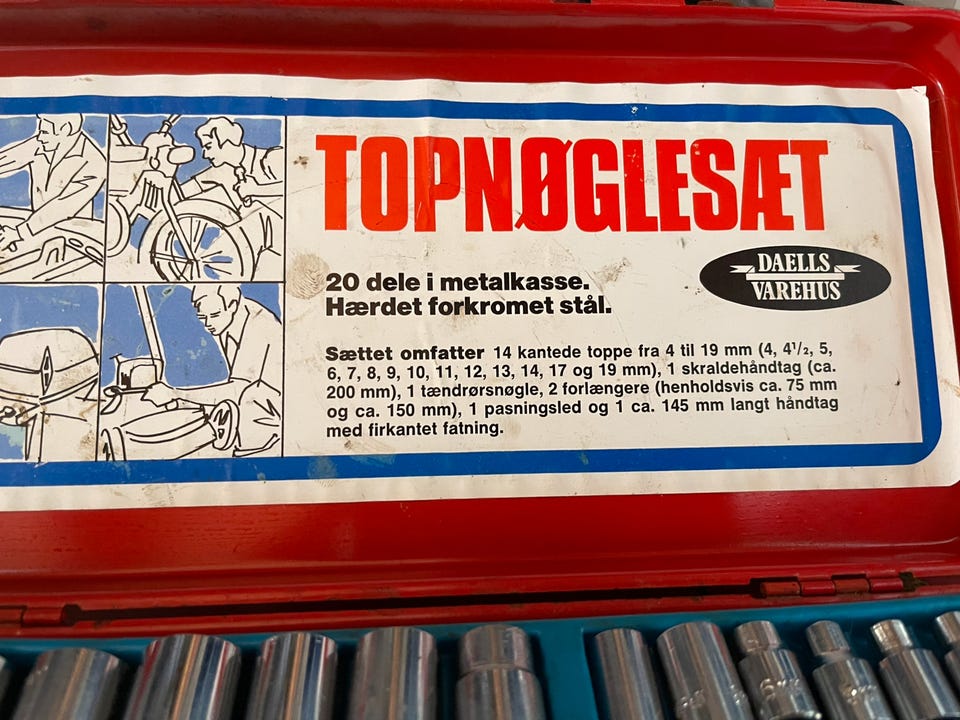 TOPNØGLESÆT
DAELLS
VAREHUS
20 dele i metalkasse.
Hærdet forkromet stål.
Sættet omfatter 14 kantede toppe fra 4 til 19 mm (4, 4¹/₂, 5,
6, 7, 8, 9, 10, 11, 12, 13, 14, 17 og 19 mm), 1 skraldehåndtag (ca.
200 mm), 1 tændrørsnøgle, 2 forlængere (henholdsvis ca. 75 mm
og ca. 150 mm), 1 pasningsled og 1 ca. 145 mm langt håndtag
med firkantet fatning.